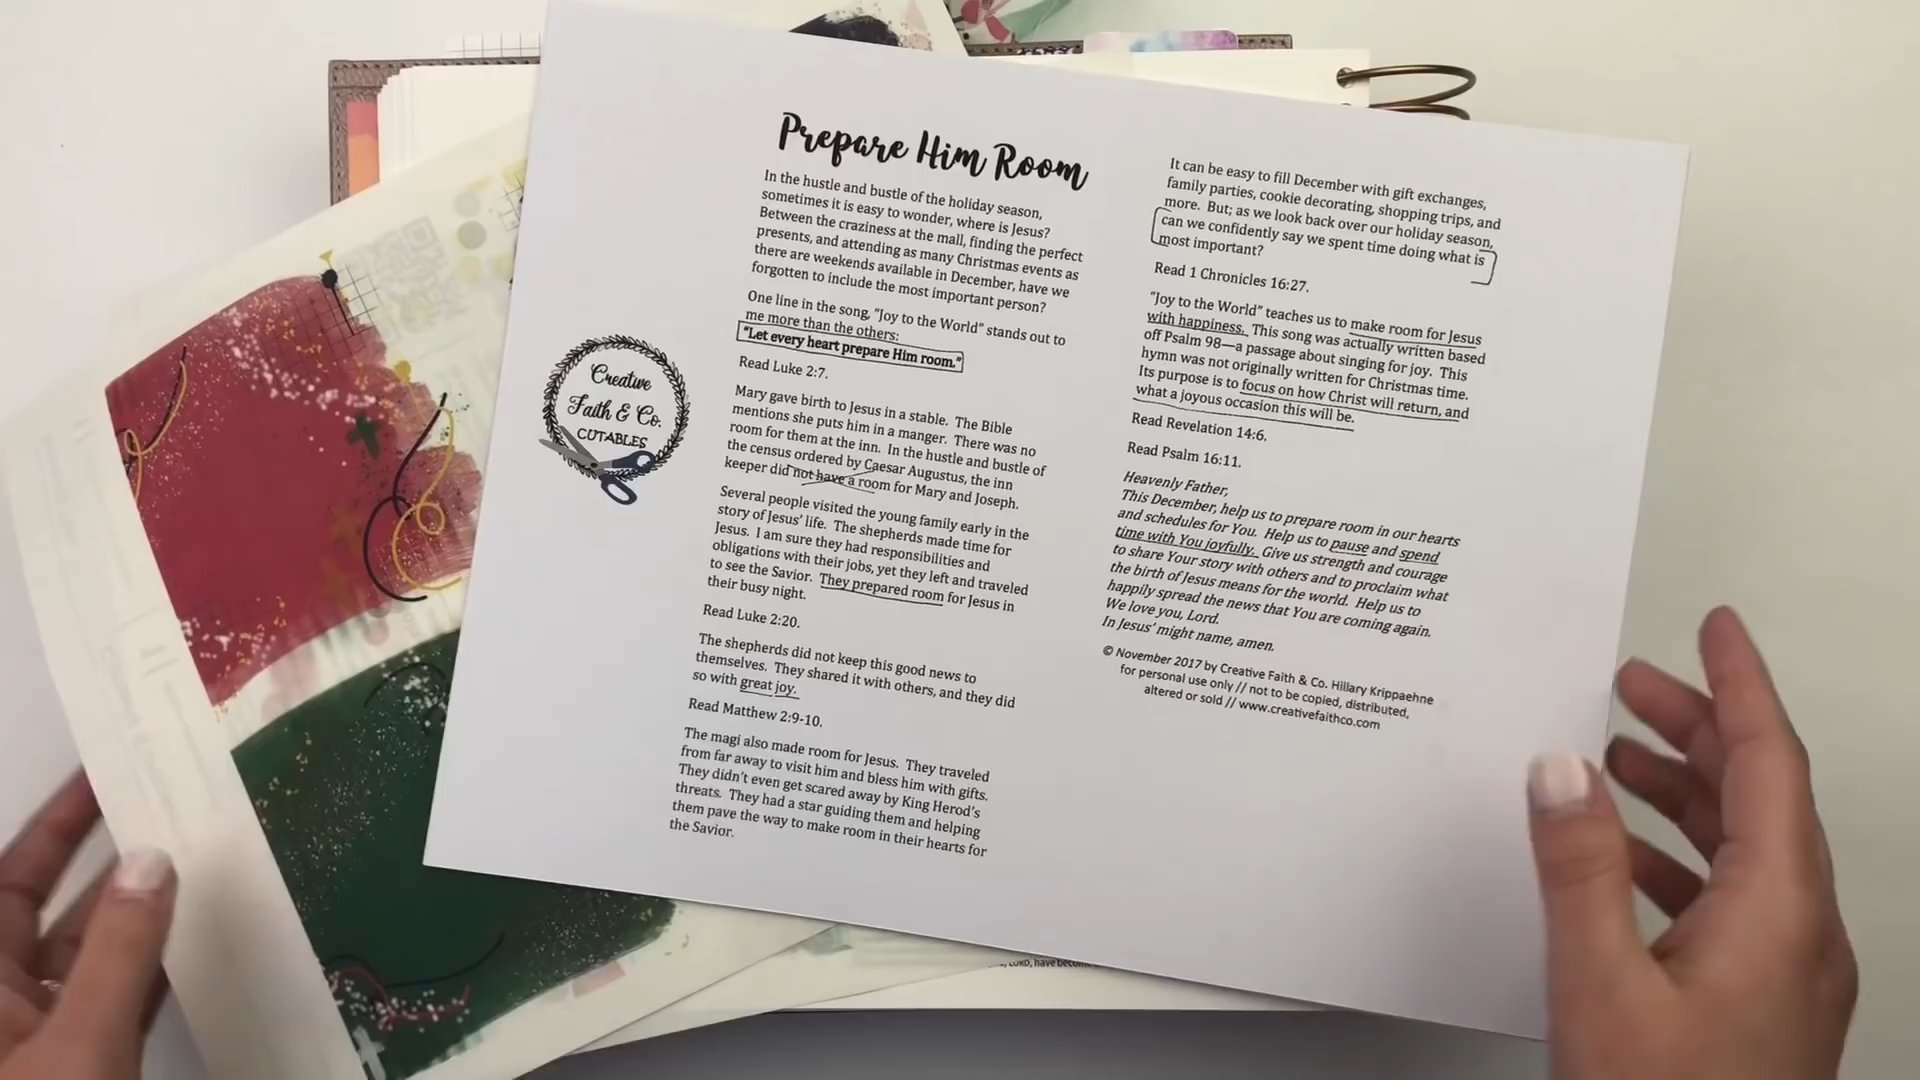 Prepare Him Room
In the hustle and bustle of the holiday season,
sometimes it is easy to wonder, where is Jesus?
Between the craziness at the mall, finding the perfect
presents, and attending as many Christmas events as
there are weekends available in December, have we
forgotten to include the most important person?
One line in the song, "Joy to the World" stands out to
me more than the others:
"Let every heart prepare Him room."
Read Luke 2:7.
Mary gave birth to Jesus in a stable. The Bible
mentions she puts him in a manger. There was no
room for them at the inn. In the hustle and bustle of
the census ordered by Caesar Augustus, the inn
keeper did not have a room for Mary and Joseph.
Several people visited the young family early in the
story of Jesus' life. The shepherds made time for
Jesus. I am sure they had responsibilities and
obligations with their jobs, yet they left and traveled
to see the Savior. They prepared room for Jesus in
their busy night.
Read Luke 2:20.
The shepherds did not keep this good news to
themselves. They shared it with others, and they did
so with great joy.
Read Matthew 2:9-10.
The magi also made room for Jesus. They traveled
from far away to visit him and bless him with gifts.
They didn't even get scared away by King Herod's
threats. They had a star guiding them and helping
them pave the way to make room in their hearts for
the Savior.
Creative
Faith & Co.
CUTABLES
It can be easy to fill December with gift exchanges,
family parties, cookie decorating, shopping trips, and
more. But; as we look back over our holiday season,
can we confidently say we spent time doing what is
most important?
Read 1 Chronicles 16:27.
"Joy to the World" teaches us to make room for Jesus
with happiness. This song was actually written based
off Psalm 98—a passage about singing for joy. This
hymn was not originally written for Christmas time.
Its purpose is to focus on how Christ will return, and
what a joyous occasion this will be.
Read Revelation 14:6.
Read Psalm 16:11.
Heavenly Father,
This December, help us to prepare room in our hearts
and schedules for You. Help us to pause and spend
time with You joyfully. Give us strength and courage
to share Your story with others and to proclaim what
the birth of Jesus means for the world. Help us to
happily spread the news that You are coming again.
We love you, Lord.
In Jesus' might name, amen.
© November 2017 by Creative Faith & Co. Hillary Krippaehne
for personal use only // not to be copied, distributed,
altered or sold // www.creativefaithco.com
LORD, have become